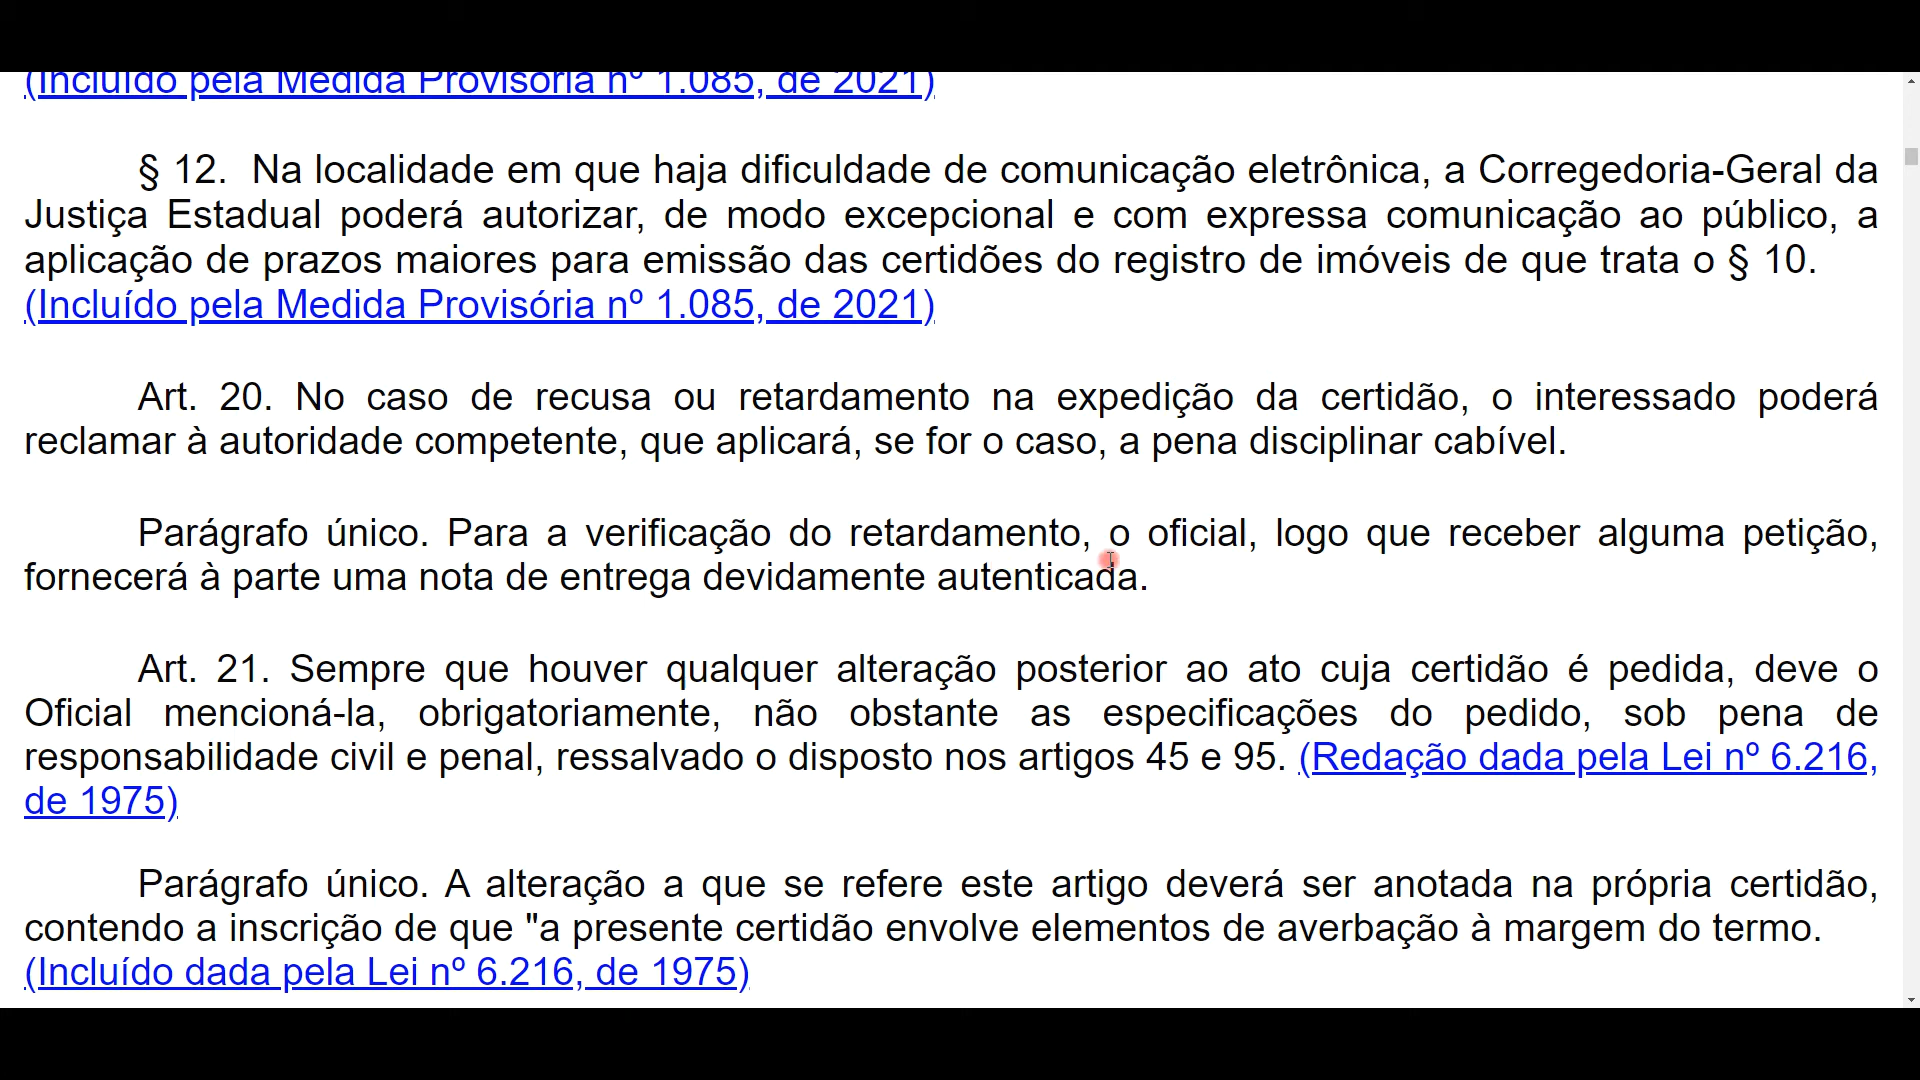 (Incluído pela Medida Provisória nº 1.085, de 2021)
§ 12. Na localidade em que haja dificuldade de comunicação eletrônica, a Corregedoria-Geral da
Justiça Estadual poderá autorizar, de modo excepcional e com expressa comunicação ao público, a
aplicação de prazos maiores para emissão das certidões do registro de imóveis de que trata o § 10.
(Incluído pela Medida Provisória nº 1.085, de 2021)
Art. 20. No caso de recusa ou retardamento na expedição da certidão, o interessado poderá
reclamar à autoridade competente, que aplicará, se for o caso, a pena disciplinar cabível.
Parágrafo único. Para a verificação do retardamento, o oficial, logo que receber alguma petição,
fornecerá à parte uma nota de entrega devidamente autenticada.
Art. 21. Sempre que houver qualquer alteração posterior ao ato cuja certidão é pedida, deve o
Oficial mencioná-la, obrigatoriamente, não obstante as especificações do pedido, sob pena de
responsabilidade civil e penal, ressalvado o disposto nos artigos 45 e 95. (Redação dada pela Lei nº 6.216,
de 1975)
Parágrafo único. A alteração a que se refere este artigo deverá ser anotada na própria certidão,
contendo a inscrição de que "a presente certidão envolve elementos de averbação à margem do termo.
(Incluído dada pela Lei nº 6.216, de 1975)